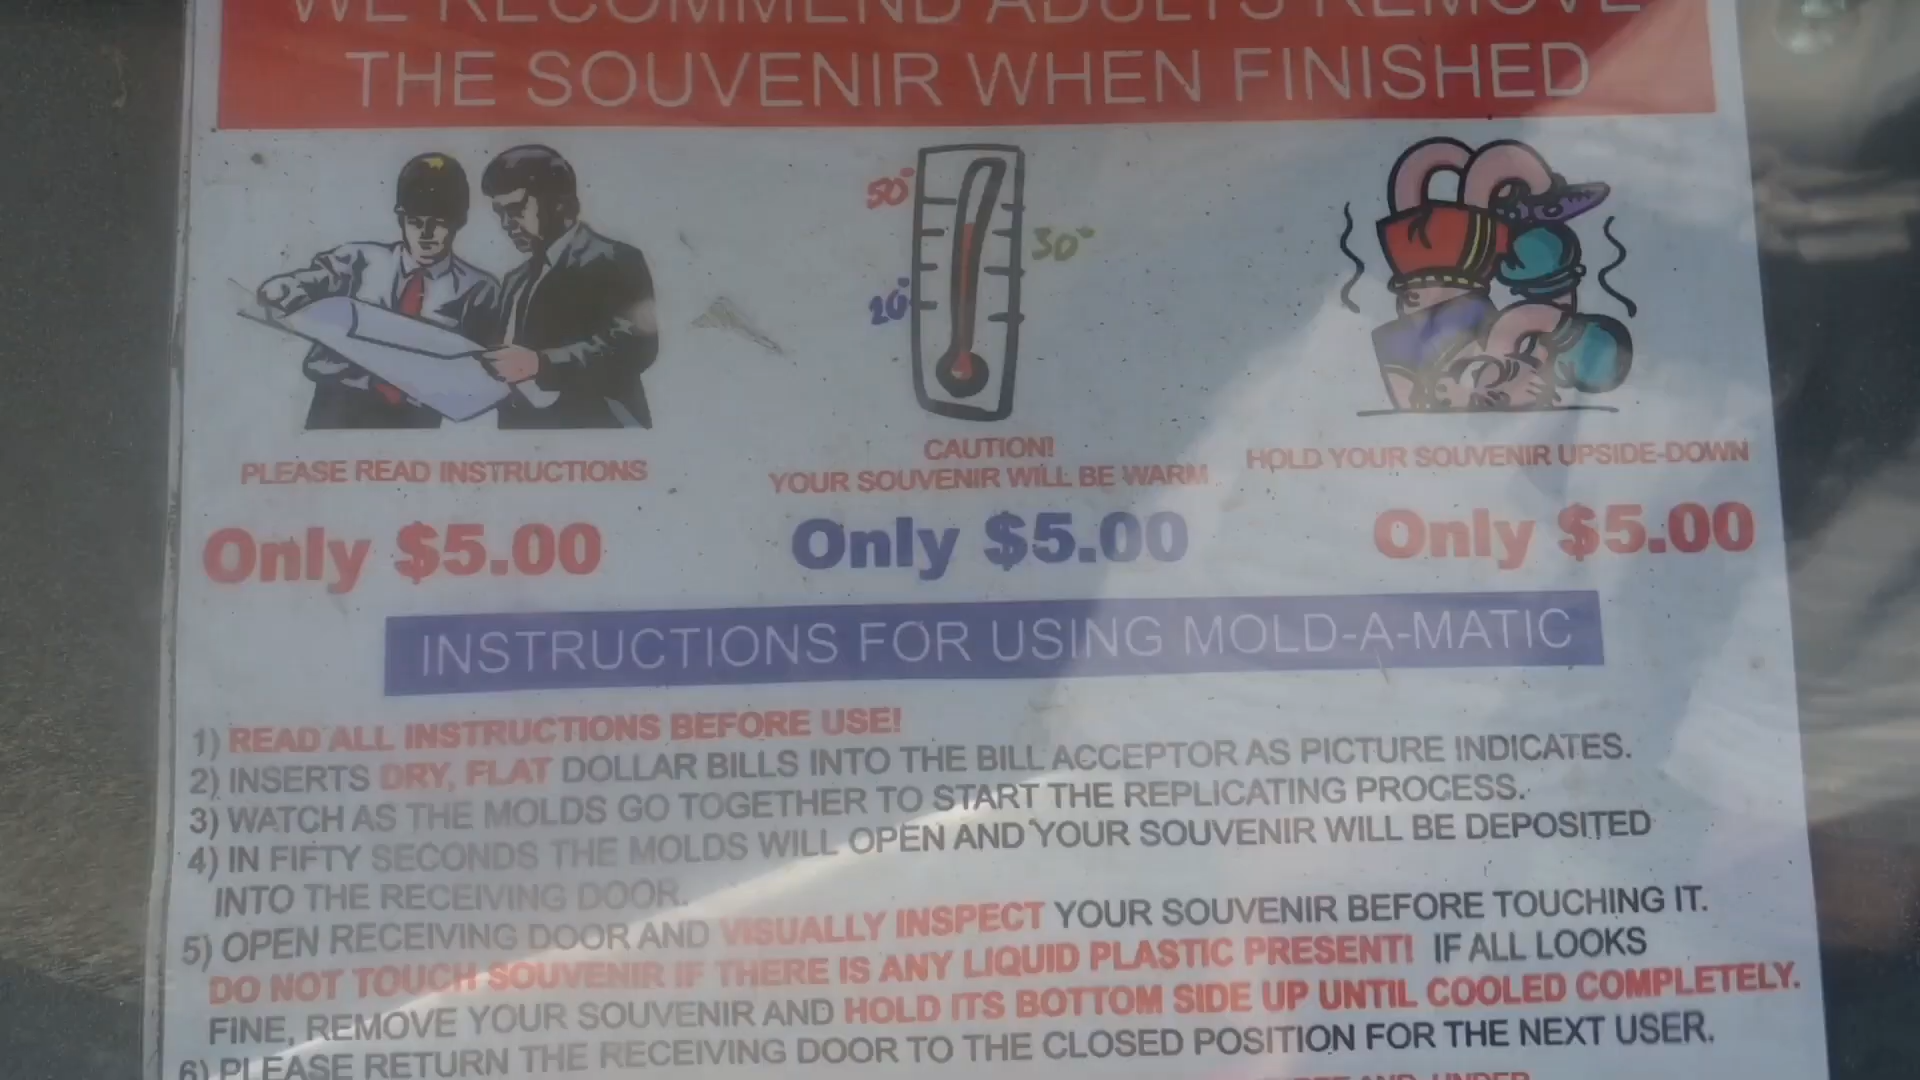 WE RECOMMEND ADULTS REMOVE
THE SOUVENIR WHEN FINISHED
50°
30°
20°
PLEASE READ INSTRUCTIONS
CAUTION!
YOUR SOUVENIR WILL BE WARM
HOLD YOUR SOUVENIR UPSIDE-DOWN
Only $5.00
Only $5.00
Only $5.00
INSTRUCTIONS FOR USING MOLD-A-MATIC
1) READ ALL INSTRUCTIONS BEFORE USE!
2) INSERTS DRY, FLAT DOLLAR BILLS INTO THE BILL ACCEPTOR AS PICTURE INDICATES.
3) WATCH AS THE MOLDS GO TOGETHER TO START THE REPLICATING PROCESS.
4) IN FIFTY SECONDS THE MOLDS WILL OPEN AND YOUR SOUVENIR WILL BE DEPOSITED
INTO THE RECEIVING DOOR.
5) OPEN RECEIVING DOOR AND VISUALLY INSPECT YOUR SOUVENIR BEFORE TOUCHING IT.
DO NOT TOUCH SOUVENIR IF THERE IS ANY LIQUID PLASTIC PRESENT! IF ALL LOOKS
FINE, REMOVE YOUR SOUVENIR AND HOLD ITS BOTTOM SIDE UP UNTIL COOLED COMPLETELY.
6) PLEASE RETURN THE RECEIVING DOOR TO THE CLOSED POSITION FOR THE NEXT USER.
AND UNDER